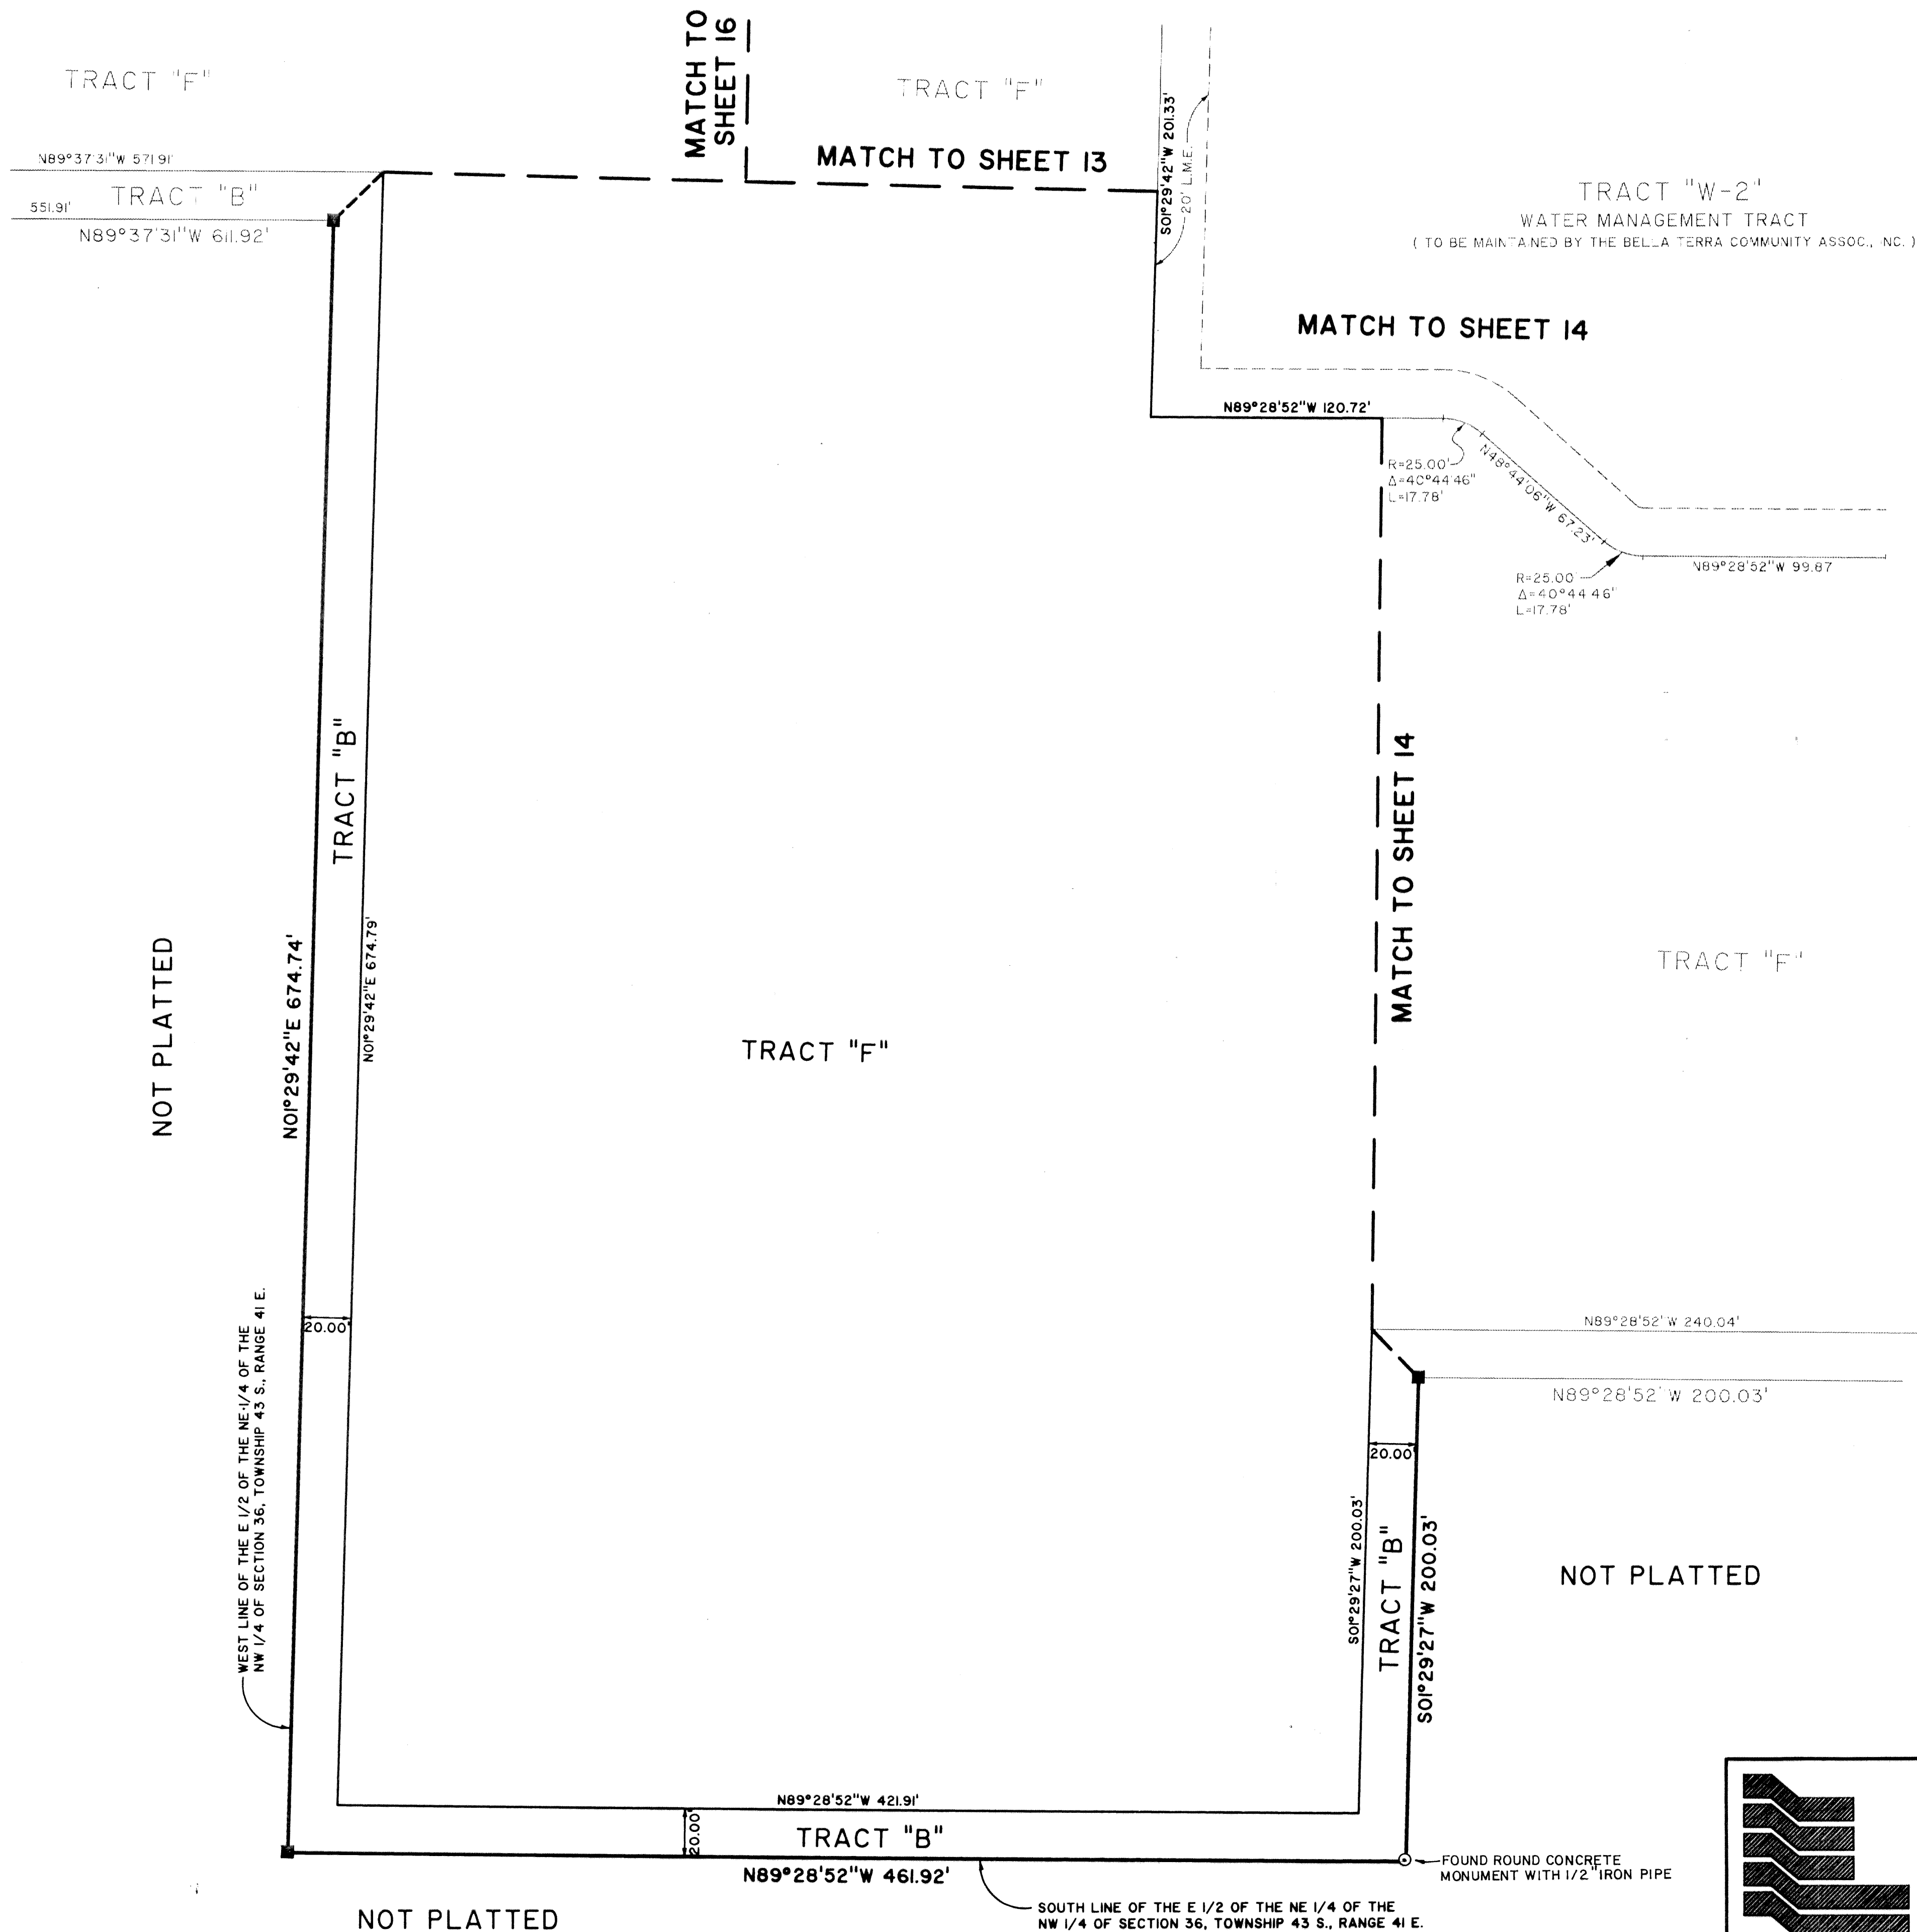 MATCH TO
SHEET 16
TRACT "F"
TRACT "F"
MATCH TO SHEET 13
S01°29'42"W 201.33'
20' L.M.E.
N89°37'31"W 571.91'
TRACT "B"
551.91'
N89°37'31"W 611.92'
TRACT "W-2"
WATER MANAGEMENT TRACT
( TO BE MAINTAINED BY THE BELLA TERRA COMMUNITY ASSOC., INC. )
MATCH TO SHEET 14
N89°28'52"W 120.72'
R=25.00'
Δ=40°44'46"
L=17.78'
N48°44'06"W 67.23'
N89°28'52"W 99.87
R=25.00
Δ=40°44 46"
L=17.78'
TRACT "B"
MATCH TO SHEET 14
N01°29'42"E 674.74'
N01°29'42"E 674.79'
NOT PLATTED
TRACT "F"
TRACT "F"
WEST LINE OF THE E 1/2 OF THE NE 1/4 OF THE
NW 1/4 OF SECTION 36, TOWNSHIP 43 S., RANGE 41 E.
20.00'
N89°28'52" W 240.04'
N89°28'52" W 200.03'
20.00'
S01°29'27"W 200.03'
TRACT "B"
S01°29'27"W 200.03'
NOT PLATTED
N89°28'52"W 421.91'
20.00'
TRACT "B"
N89°28'52"W 461.92'
FOUND ROUND CONCRETE
MONUMENT WITH 1/2" IRON PIPE
SOUTH LINE OF THE E 1/2 OF THE NE 1/4 OF THE
NW 1/4 OF SECTION 36, TOWNSHIP 43 S., RANGE 41 E.
NOT PLATTED